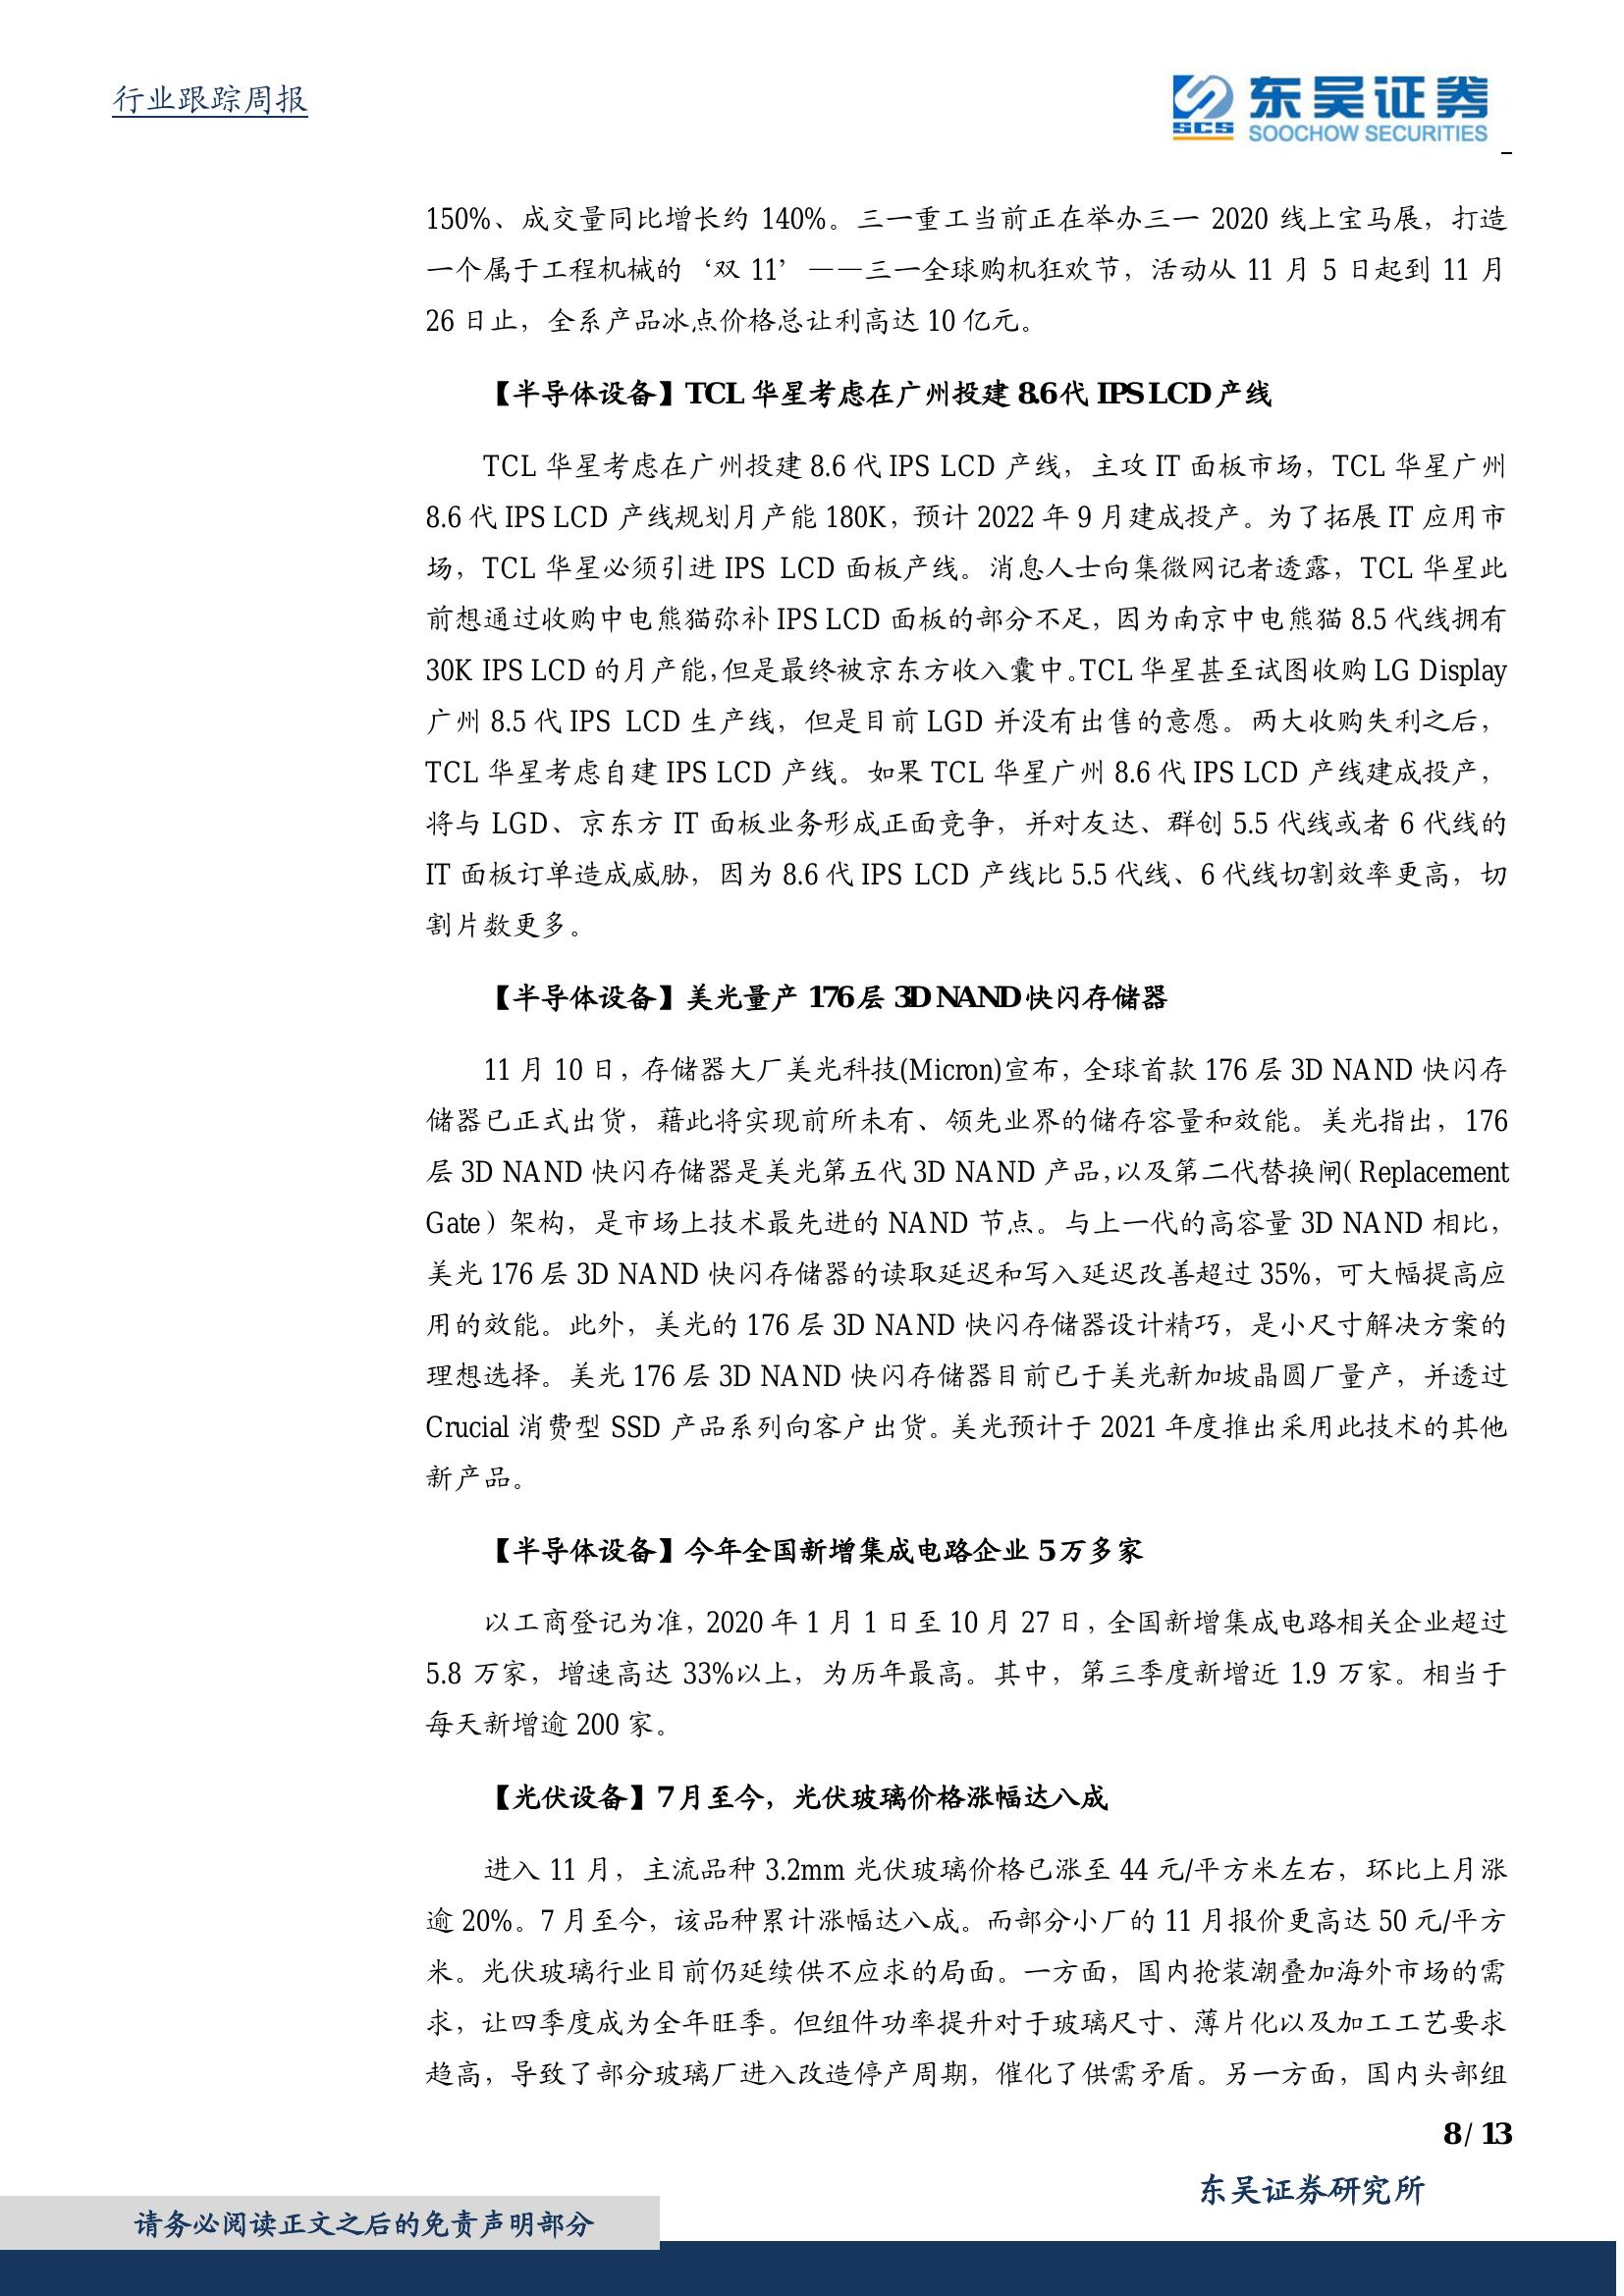 行业跟踪周报
SCS
东吴证券
SOOCHOW SECURITIES
150%、成交量同比增长约 140%。三一重工当前正在举办三一 2020 线上宝马展，打造
一个属于工程机械的‘双 11’——三一全球购机狂欢节，活动从 11 月 5 日起到 11 月
26 日止，全系产品冰点价格总让利高达 10 亿元。
【半导体设备】TCL 华星考虑在广州投建 8.6 代 IPS LCD 产线
TCL 华星考虑在广州投建 8.6 代 IPS LCD 产线，主攻 IT 面板市场，TCL 华星广州
8.6 代 IPS LCD 产线规划月产能 180K，预计 2022 年 9 月建成投产。为了拓展 IT 应用市
场，TCL 华星必须引进 IPS LCD 面板产线。消息人士向集微网记者透露，TCL 华星此
前想通过收购中电熊猫弥补 IPS LCD 面板的部分不足，因为南京中电熊猫 8.5 代线拥有
30K IPS LCD 的月产能，但是最终被京东方收入囊中。TCL 华星甚至试图收购 LG Display
广州 8.5 代 IPS LCD 生产线，但是目前 LGD 并没有出售的意愿。两大收购失利之后，
TCL 华星考虑自建 IPS LCD 产线。如果 TCL 华星广州 8.6 代 IPS LCD 产线建成投产，
将与 LGD、京东方 IT 面板业务形成正面竞争，并对友达、群创 5.5 代线或者 6 代线的
IT 面板订单造成威胁，因为 8.6 代 IPS LCD 产线比 5.5 代线、6 代线切割效率更高，切
割片数更多。
【半导体设备】美光量产 176 层 3D NAND 快闪存储器
11 月 10 日，存储器大厂美光科技(Micron)宣布，全球首款 176 层 3D NAND 快闪存
储器已正式出货，藉此将实现前所未有、领先业界的储存容量和效能。美光指出，176
层 3D NAND 快闪存储器是美光第五代 3D NAND 产品，以及第二代替换闸（Replacement
Gate）架构，是市场上技术最先进的 NAND 节点。与上一代的高容量 3D NAND 相比，
美光 176 层 3D NAND 快闪存储器的读取延迟和写入延迟改善超过 35%，可大幅提高应
用的效能。此外，美光的 176 层 3D NAND 快闪存储器设计精巧，是小尺寸解决方案的
理想选择。美光 176 层 3D NAND 快闪存储器目前已于美光新加坡晶圆厂量产，并透过
Crucial 消费型 SSD 产品系列向客户出货。美光预计于 2021 年度推出采用此技术的其他
新产品。
【半导体设备】今年全国新增集成电路企业 5 万多家
以工商登记为准，2020 年 1 月 1 日至 10 月 27 日，全国新增集成电路相关企业超过
5.8 万家，增速高达 33%以上，为历年最高。其中，第三季度新增近 1.9 万家。相当于
每天新增逾 200 家。
【光伏设备】7 月至今，光伏玻璃价格涨幅达八成
进入 11 月，主流品种 3.2mm 光伏玻璃价格已涨至 44 元/平方米左右，环比上月涨
逾 20%。7 月至今，该品种累计涨幅达八成。而部分小厂的 11 月报价更高达 50 元/平方
米。光伏玻璃行业目前仍延续供不应求的局面。一方面，国内抢装潮叠加海外市场的需
求，让四季度成为全年旺季。但组件功率提升对于玻璃尺寸、薄片化以及加工工艺要求
趋高，导致了部分玻璃厂进入改造停产周期，催化了供需矛盾。另一方面，国内头部组
8 / 13
东吴证券研究所
请务必阅读正文之后的免责声明部分